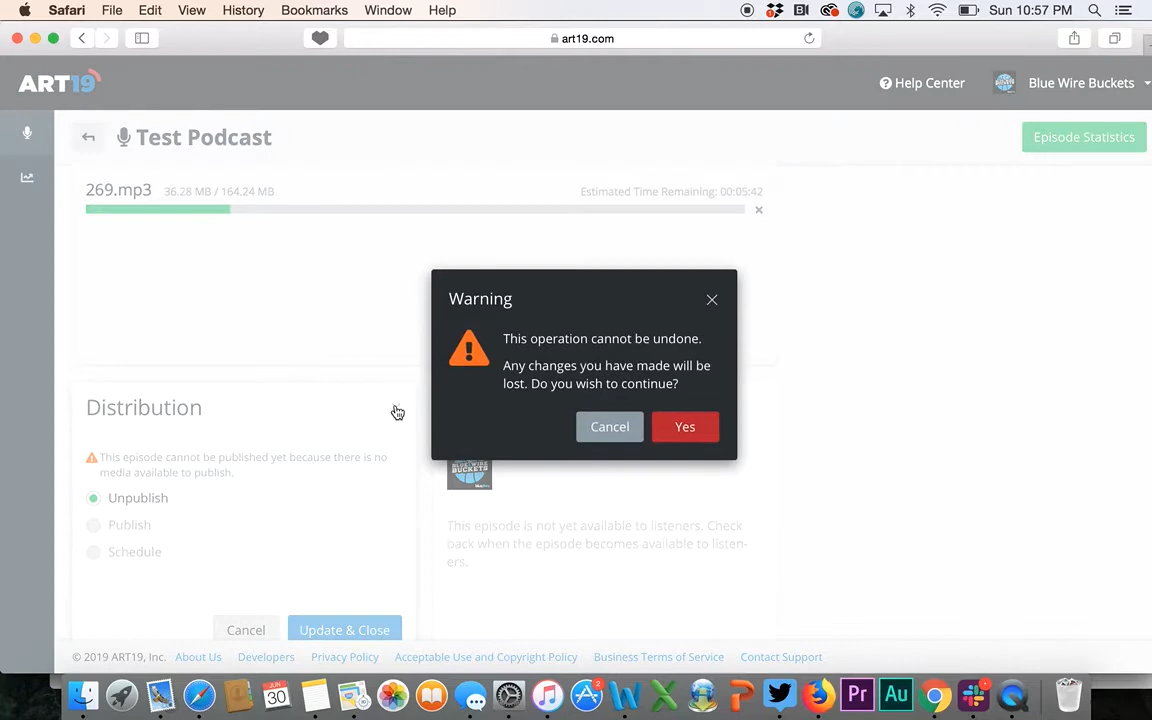 Safari File Edit View History Bookmarks Window Help Sun 10:57 PM
art19.com
ART19 Help Center Blue Wire Buckets
Test Podcast Episode Statistics
269.mp3 36.28 MB / 164.24 MB Estimated Time Remaining: 00:05:42
Warning
This operation cannot be undone.
Any changes you have made will be
lost. Do you wish to continue?
Cancel Yes
Distribution
This episode cannot be published yet because there is no
media available to publish.
Unpublish
Publish
Schedule
Cancel Update & Close
BLUE WIRE
BUCKETS
This episode is not yet available to listeners. Check
back when the episode becomes available to listen-
ers.
© 2019 ART19, Inc. About Us Developers Privacy Policy Acceptable Use and Copyright Policy Business Terms of Service Contact Support
JUN
30
2
Pr
Au